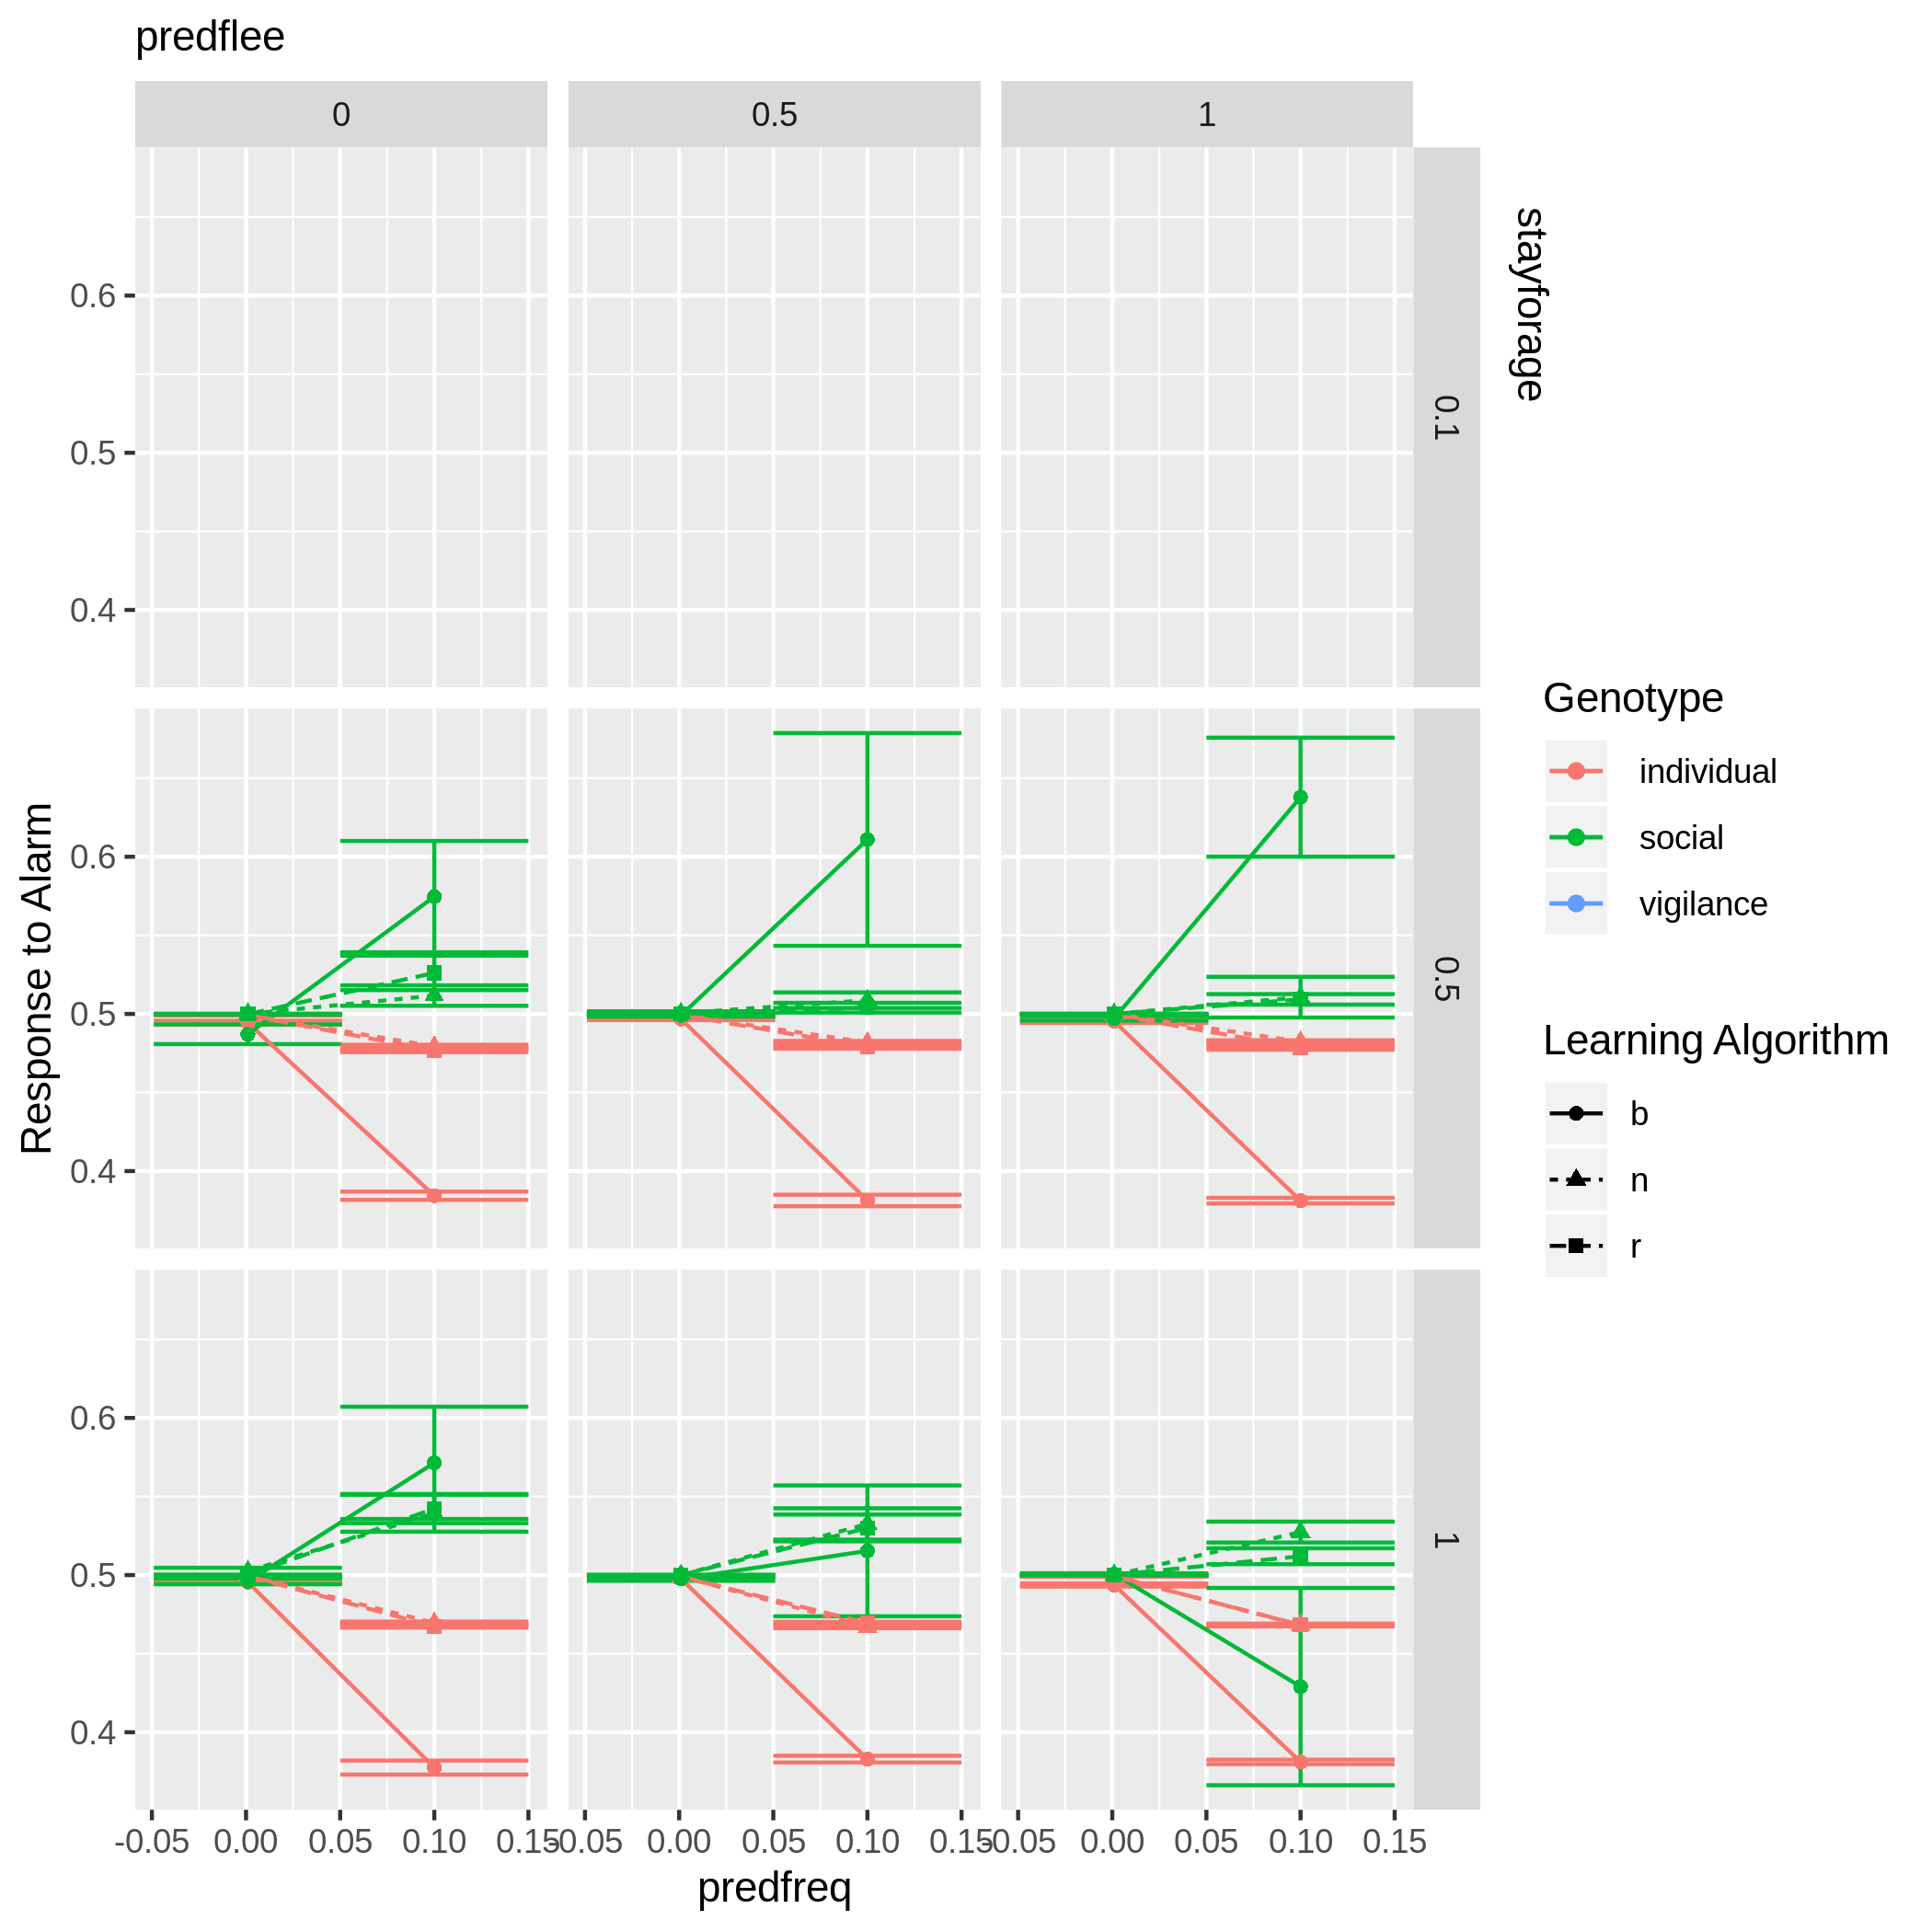 predflee
0 0.5 1
stayforage
0.1
0.6
0.5
0.4
Response to Alarm
0.5
0.6
0.5
0.4
1
0.6
0.5
0.4
-0.05 0.00 0.05 0.10 0.15 -0.05 0.00 0.05 0.10 0.15 -0.05 0.00 0.05 0.10 0.15
predfreq
Genotype
individual
social
vigilance
Learning Algorithm
b
n
r